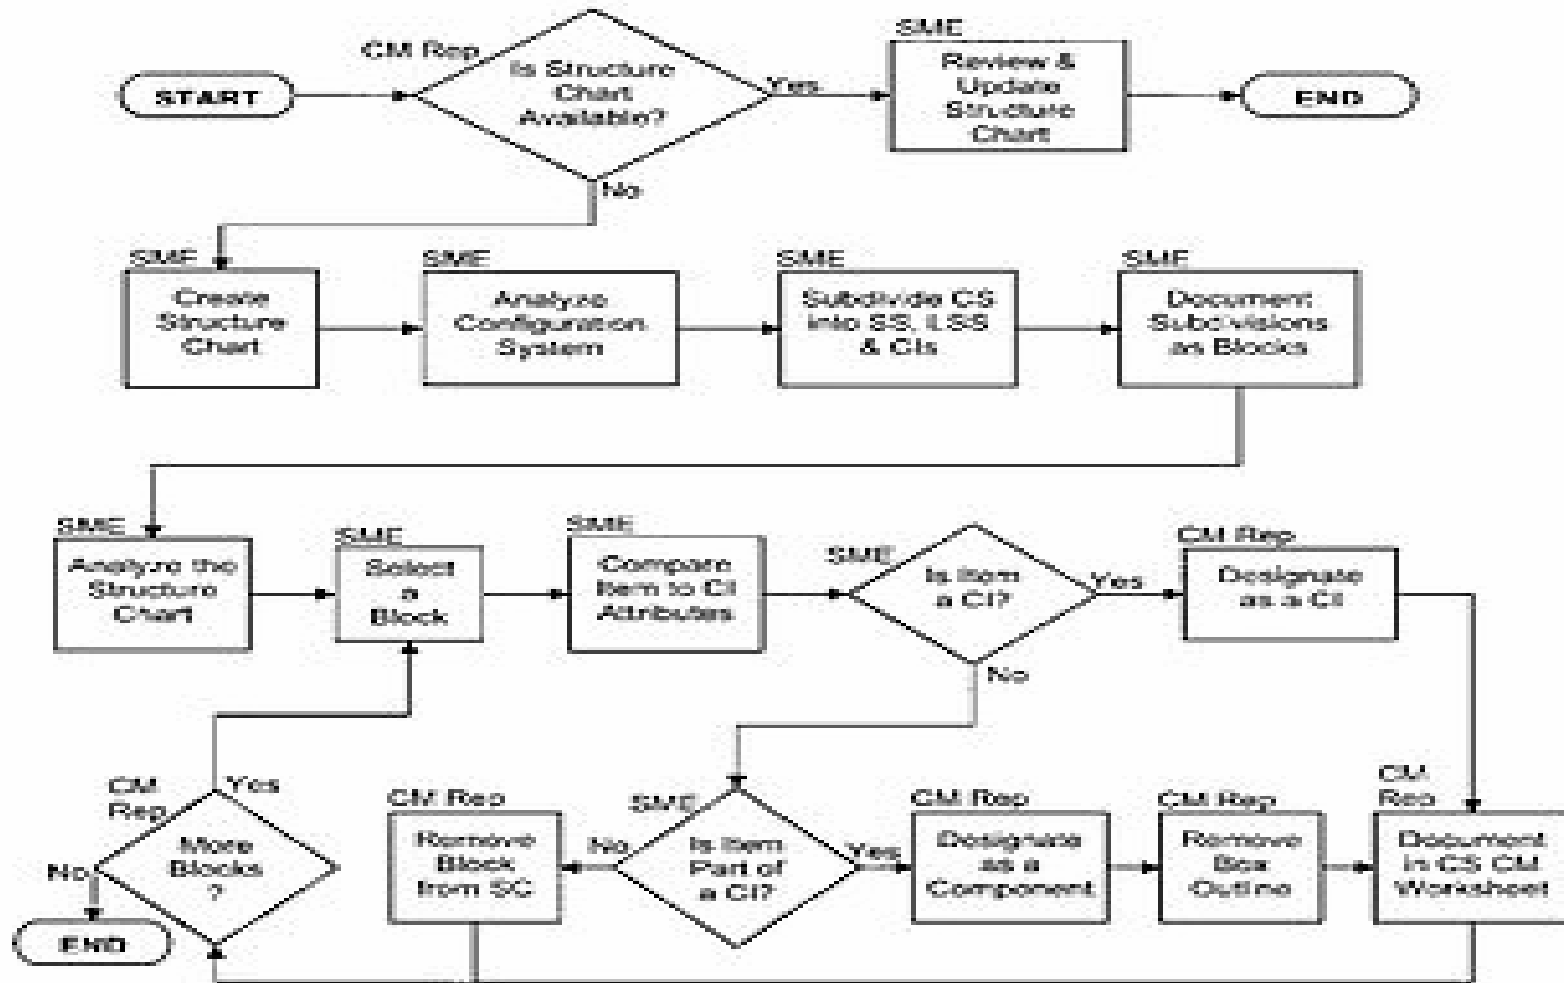 CM Rep
START
Is Structure
Chart
Available?
Yes
SME
Review &
Update
Structure
Chart
END
No
SME
Create
Structure
Chart
SME
Analyze
Configuration
System
SME
Subdivide CS
into SS, LSS
& CIs
SME
Document
Subdivisions
as Blocks
SME
Analyze the
Structure
Chart
SME
Select
a
Block
SME
Compare
Item to CI
Attributes
SME
Is Item
a CI?
Yes
CM Rep
Designate
as a CI
No
CM
Rep
Yes
More
Blocks
?
No
END
CM Rep
Remove
Block
from SC
No
SME
Is Item
Part of
a CI?
Yes
CM Rep
Designate
as a
Component
CM Rep
Remove
Box
Outline
CM
Rep
Document
in CS CM
Worksheet